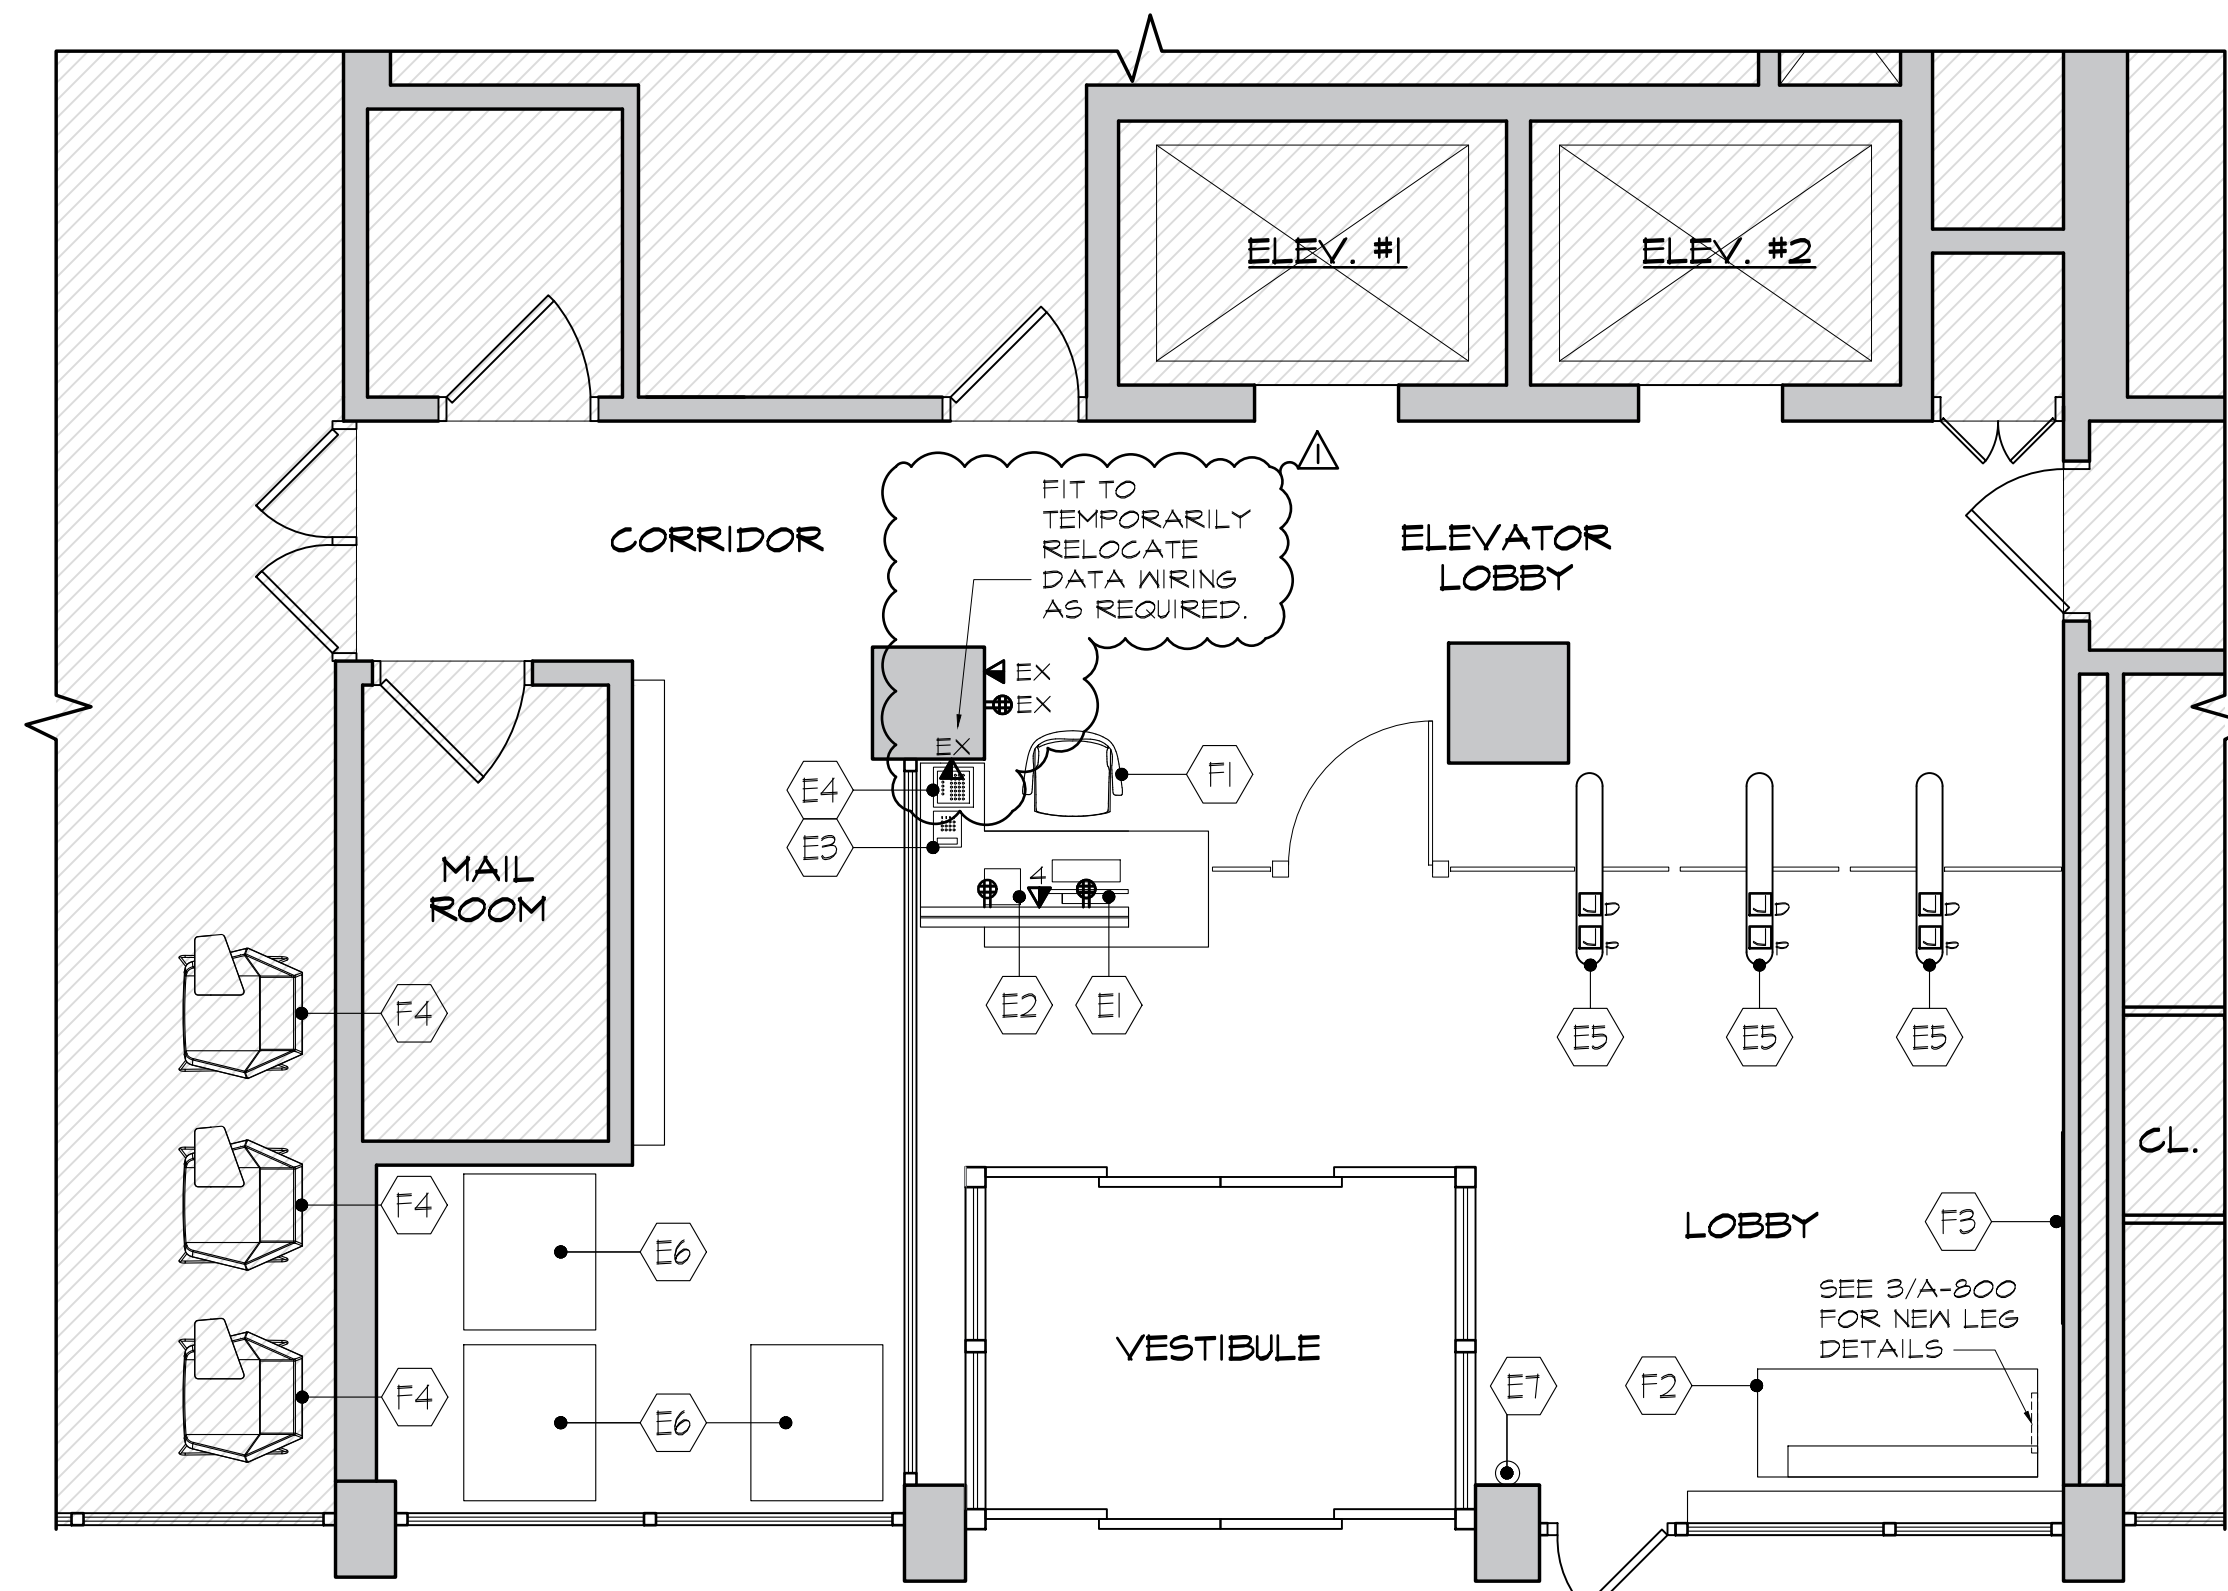 ELEV. #1
ELEV. #2
1
FIT TO
TEMPORARILY
RELOCATE
DATA WIRING
AS REQUIRED.
CORRIDOR
ELEVATOR
LOBBY
EX
EX
EX
F1
E4
E3
MAIL
ROOM
4
D
P
D
P
D
P
E2
E1
F4
E5
E5
E5
CL.
F4
E6
LOBBY
F3
SEE 3/A-800
FOR NEW LEG
DETAILS
VESTIBULE
F4
E6
E7
F2